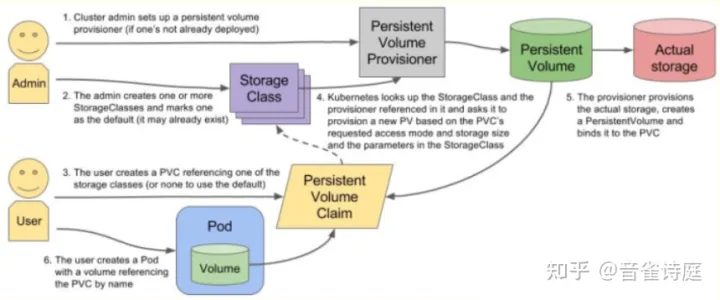 1. Cluster admin sets up a persistent volume
provisioner (if one's not already deployed)
Persistent
Volume
Provisioner
Persistent
Volume
Actual
storage
Admin
Storage
Class
2. The admin creates one or more
StorageClasses and marks one
as the default (it may already exist)
4. Kubernetes looks up the StorageClass and the
provisioner referenced in it and asks it to
provision a new PV based on the PVC's
requested access mode and storage size
and the parameters in the StorageClass
5. The provisioner provisions
the actual storage, creates
a PersistentVolume and
binds it to the PVC
3. The user creates a PVC referencing one of the
storage classes (or none to use the default)
Persistent
Volume
Claim
User
Pod
Volume
6. The user creates a Pod
with a volume referencing
the PVC by name
知乎 @音雀诗庭